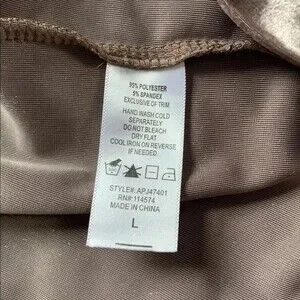 95% POLYESTER
5% SPANDEX
EXCLUSIVE OF TRIM
HAND WASH COLD
SEPARATELY
DO NOT BLEACH
DRY FLAT
COOL IRON ON REVERSE
IF NEEDED
STYLE#: APJ47401
RN#: 114574
MADE IN CHINA
L